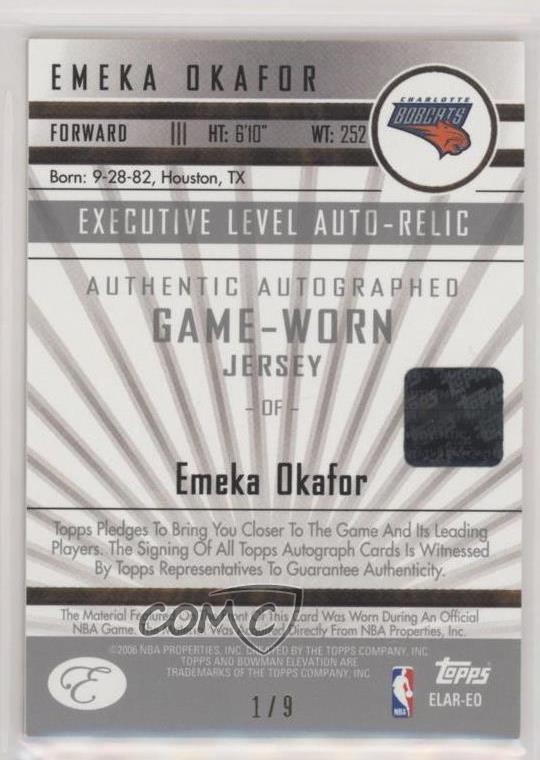 EMEKA OKAFOR
CHARLOTTE
BOBCATS
FORWARD ||| HT: 6'10" WT: 252
Born: 9-28-82, Houston, TX
EXECUTIVE LEVEL AUTO-RELIC
AUTHENTIC AUTOGRAPHED
GAME-WORN
JERSEY
- OF -
Emeka Okafor
Topps Pledges To Bring You Closer To The Game And Its Leading
Players. The Signing Of All Topps Autograph Cards Is Witnessed
By Topps Representatives To Guarantee Authenticity.
The Material On Card Was Worn During An Official
NBA Game. Was Directly From NBA Properties, Inc.
COMC
©2006 NBA PROPERTIES, INC. CREATED BY THE TOPPS COMPANY, INC
TOPPS AND BOWMAN ELEVATION ARE
TRADEMARKS OF THE TOPPS COMPANY, INC
E
NBA
Topps
1/9
ELAR-EO